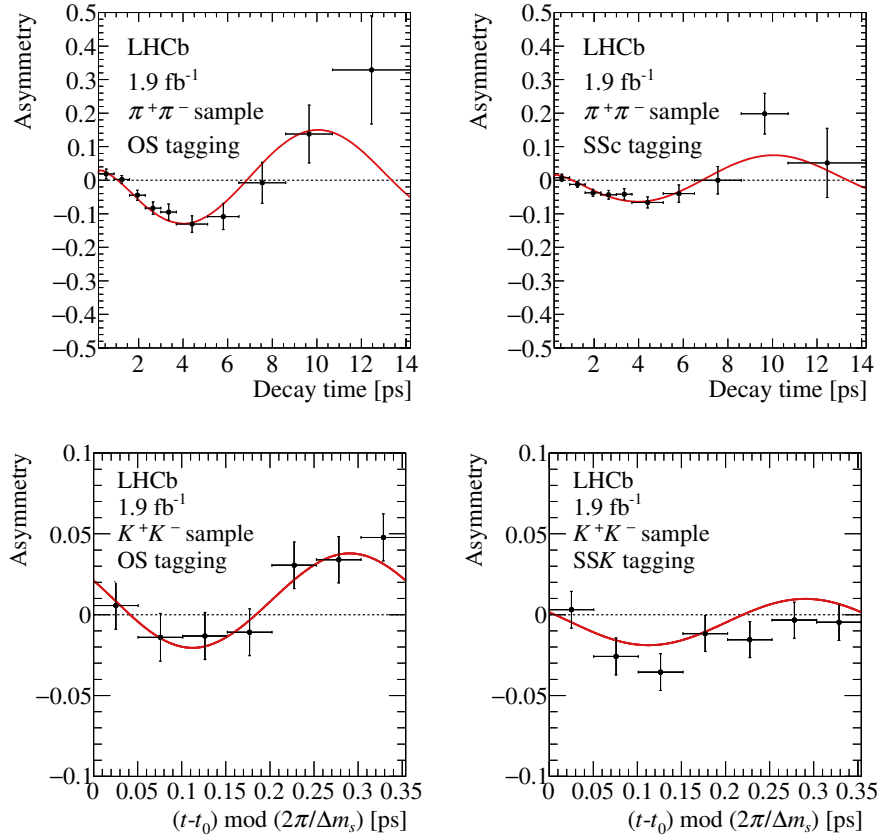 Asymmetry
0.5
0.4
0.3
0.2
0.1
0
−0.1
−0.2
−0.3
−0.4
−0.5
LHCb
1.9 fb⁻¹
π⁺π⁻ sample
OS tagging
2 4 6 8 10 12 14
Decay time [ps]
Asymmetry
0.5
0.4
0.3
0.2
0.1
0
−0.1
−0.2
−0.3
−0.4
−0.5
LHCb
1.9 fb⁻¹
π⁺π⁻ sample
SSc tagging
2 4 6 8 10 12 14
Decay time [ps]
Asymmetry
0.1
0.05
0
−0.05
−0.1
LHCb
1.9 fb⁻¹
K⁺K⁻ sample
OS tagging
0 0.05 0.1 0.15 0.2 0.25 0.3 0.35
(t-t₀) mod (2π/Δmₛ) [ps]
Asymmetry
0.1
0.05
0
−0.05
−0.1
LHCb
1.9 fb⁻¹
K⁺K⁻ sample
SSK tagging
0 0.05 0.1 0.15 0.20 0.25 0.30 0.35
(t-t₀) mod (2π/Δmₛ) [ps]